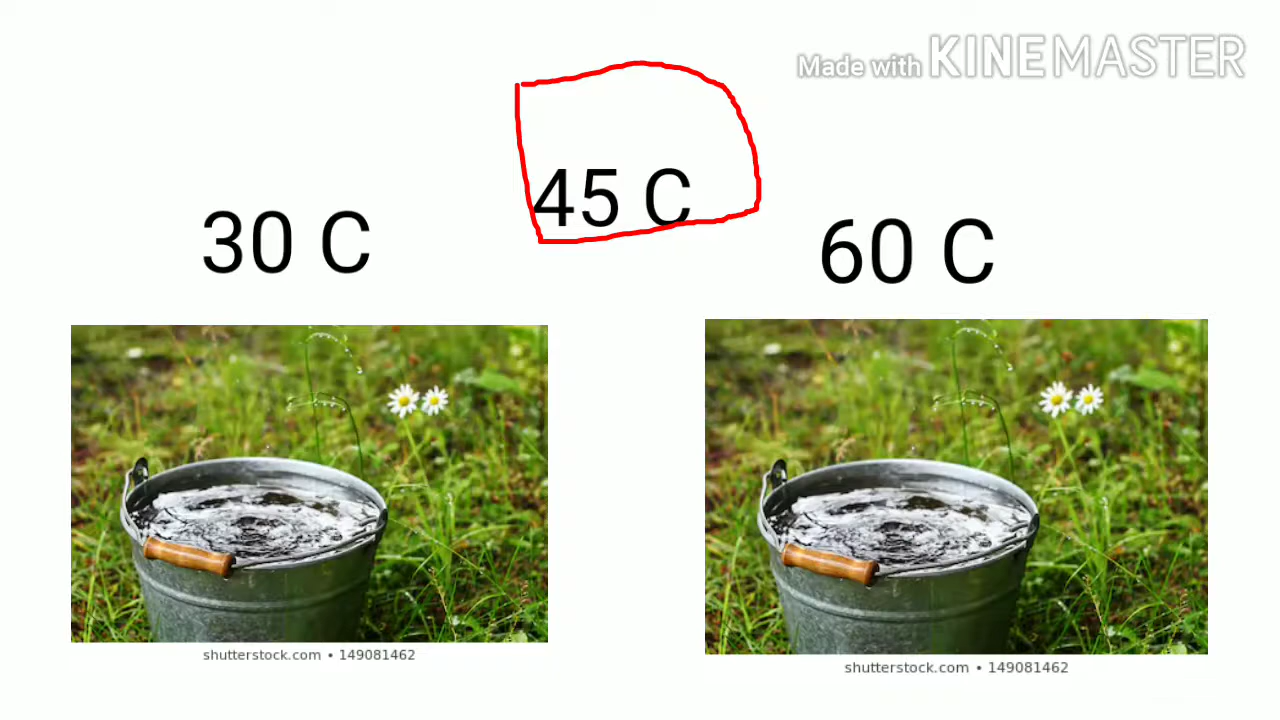 Made with KINEMASTER
45 C
30 C
60 C
shutterstock.com • 149081462
shutterstock.com • 149081462